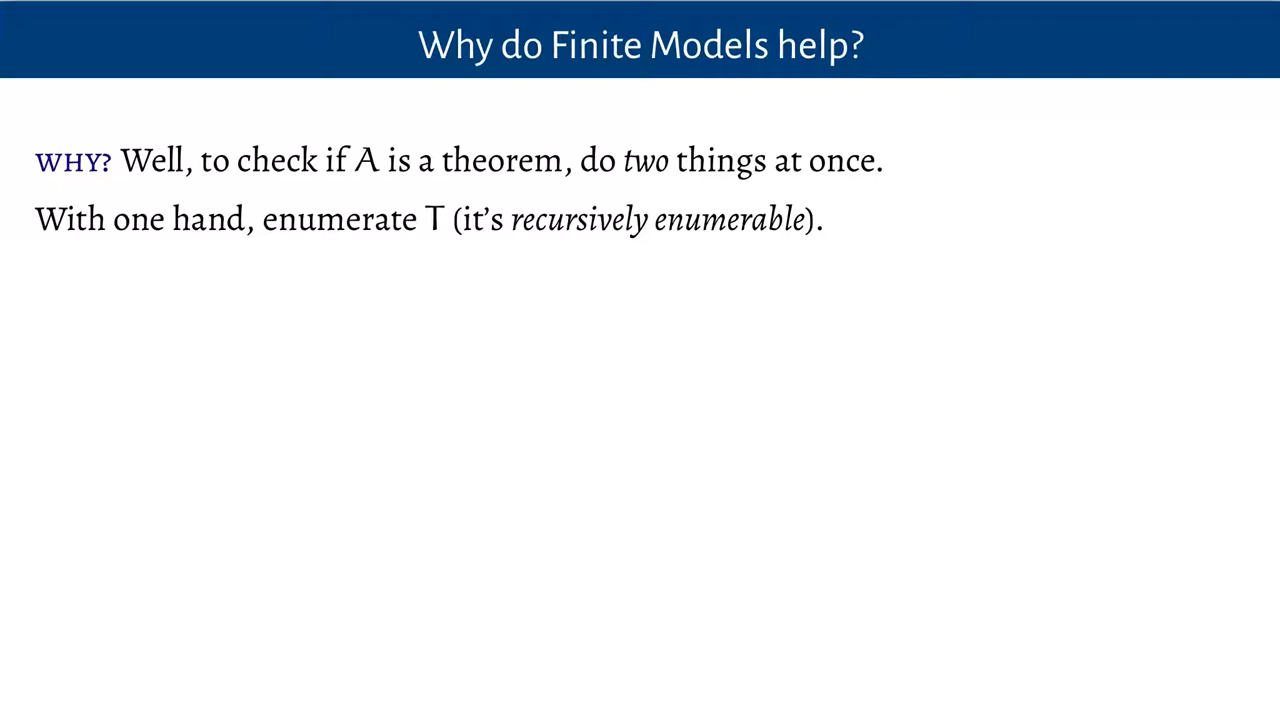 Why do Finite Models help?
WHY? Well, to check if A is a theorem, do two things at once.
With one hand, enumerate T (it’s recursively enumerable).